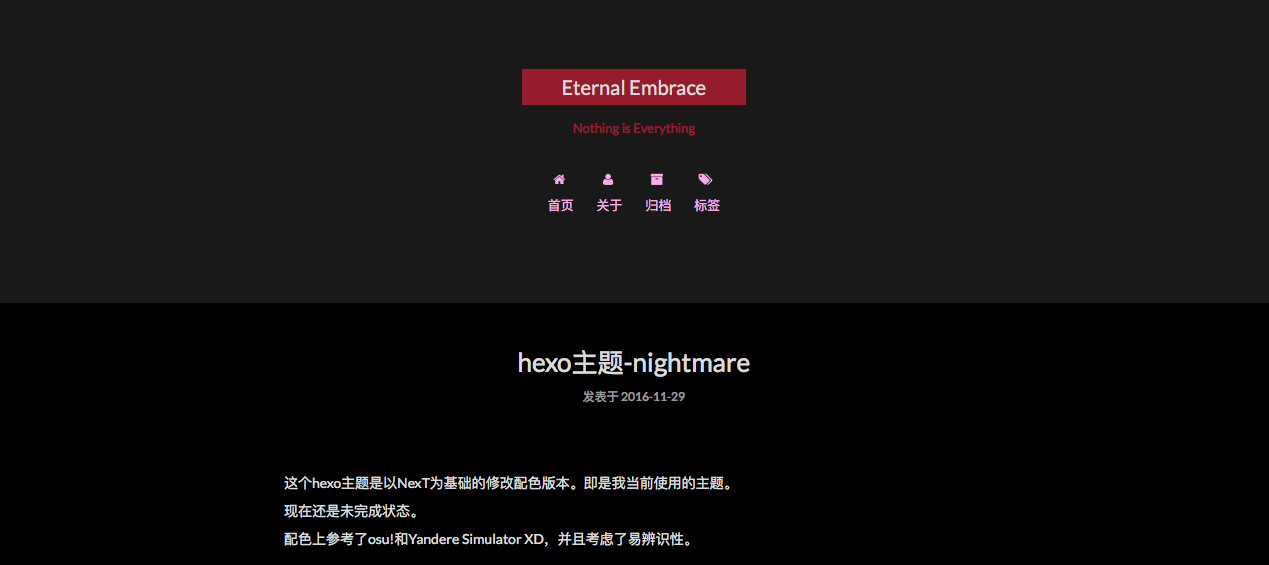 Eternal Embrace
Nothing is Everything
首页 关于 归档 标签
hexo主题-nightmare
发表于 2016-11-29
这个hexo主题是以NexT为基础的修改配色版本。即是我当前使用的主题。
现在还是未完成状态。
配色上参考了osu!和Yandere Simulator XD，并且考虑了易辨识性。